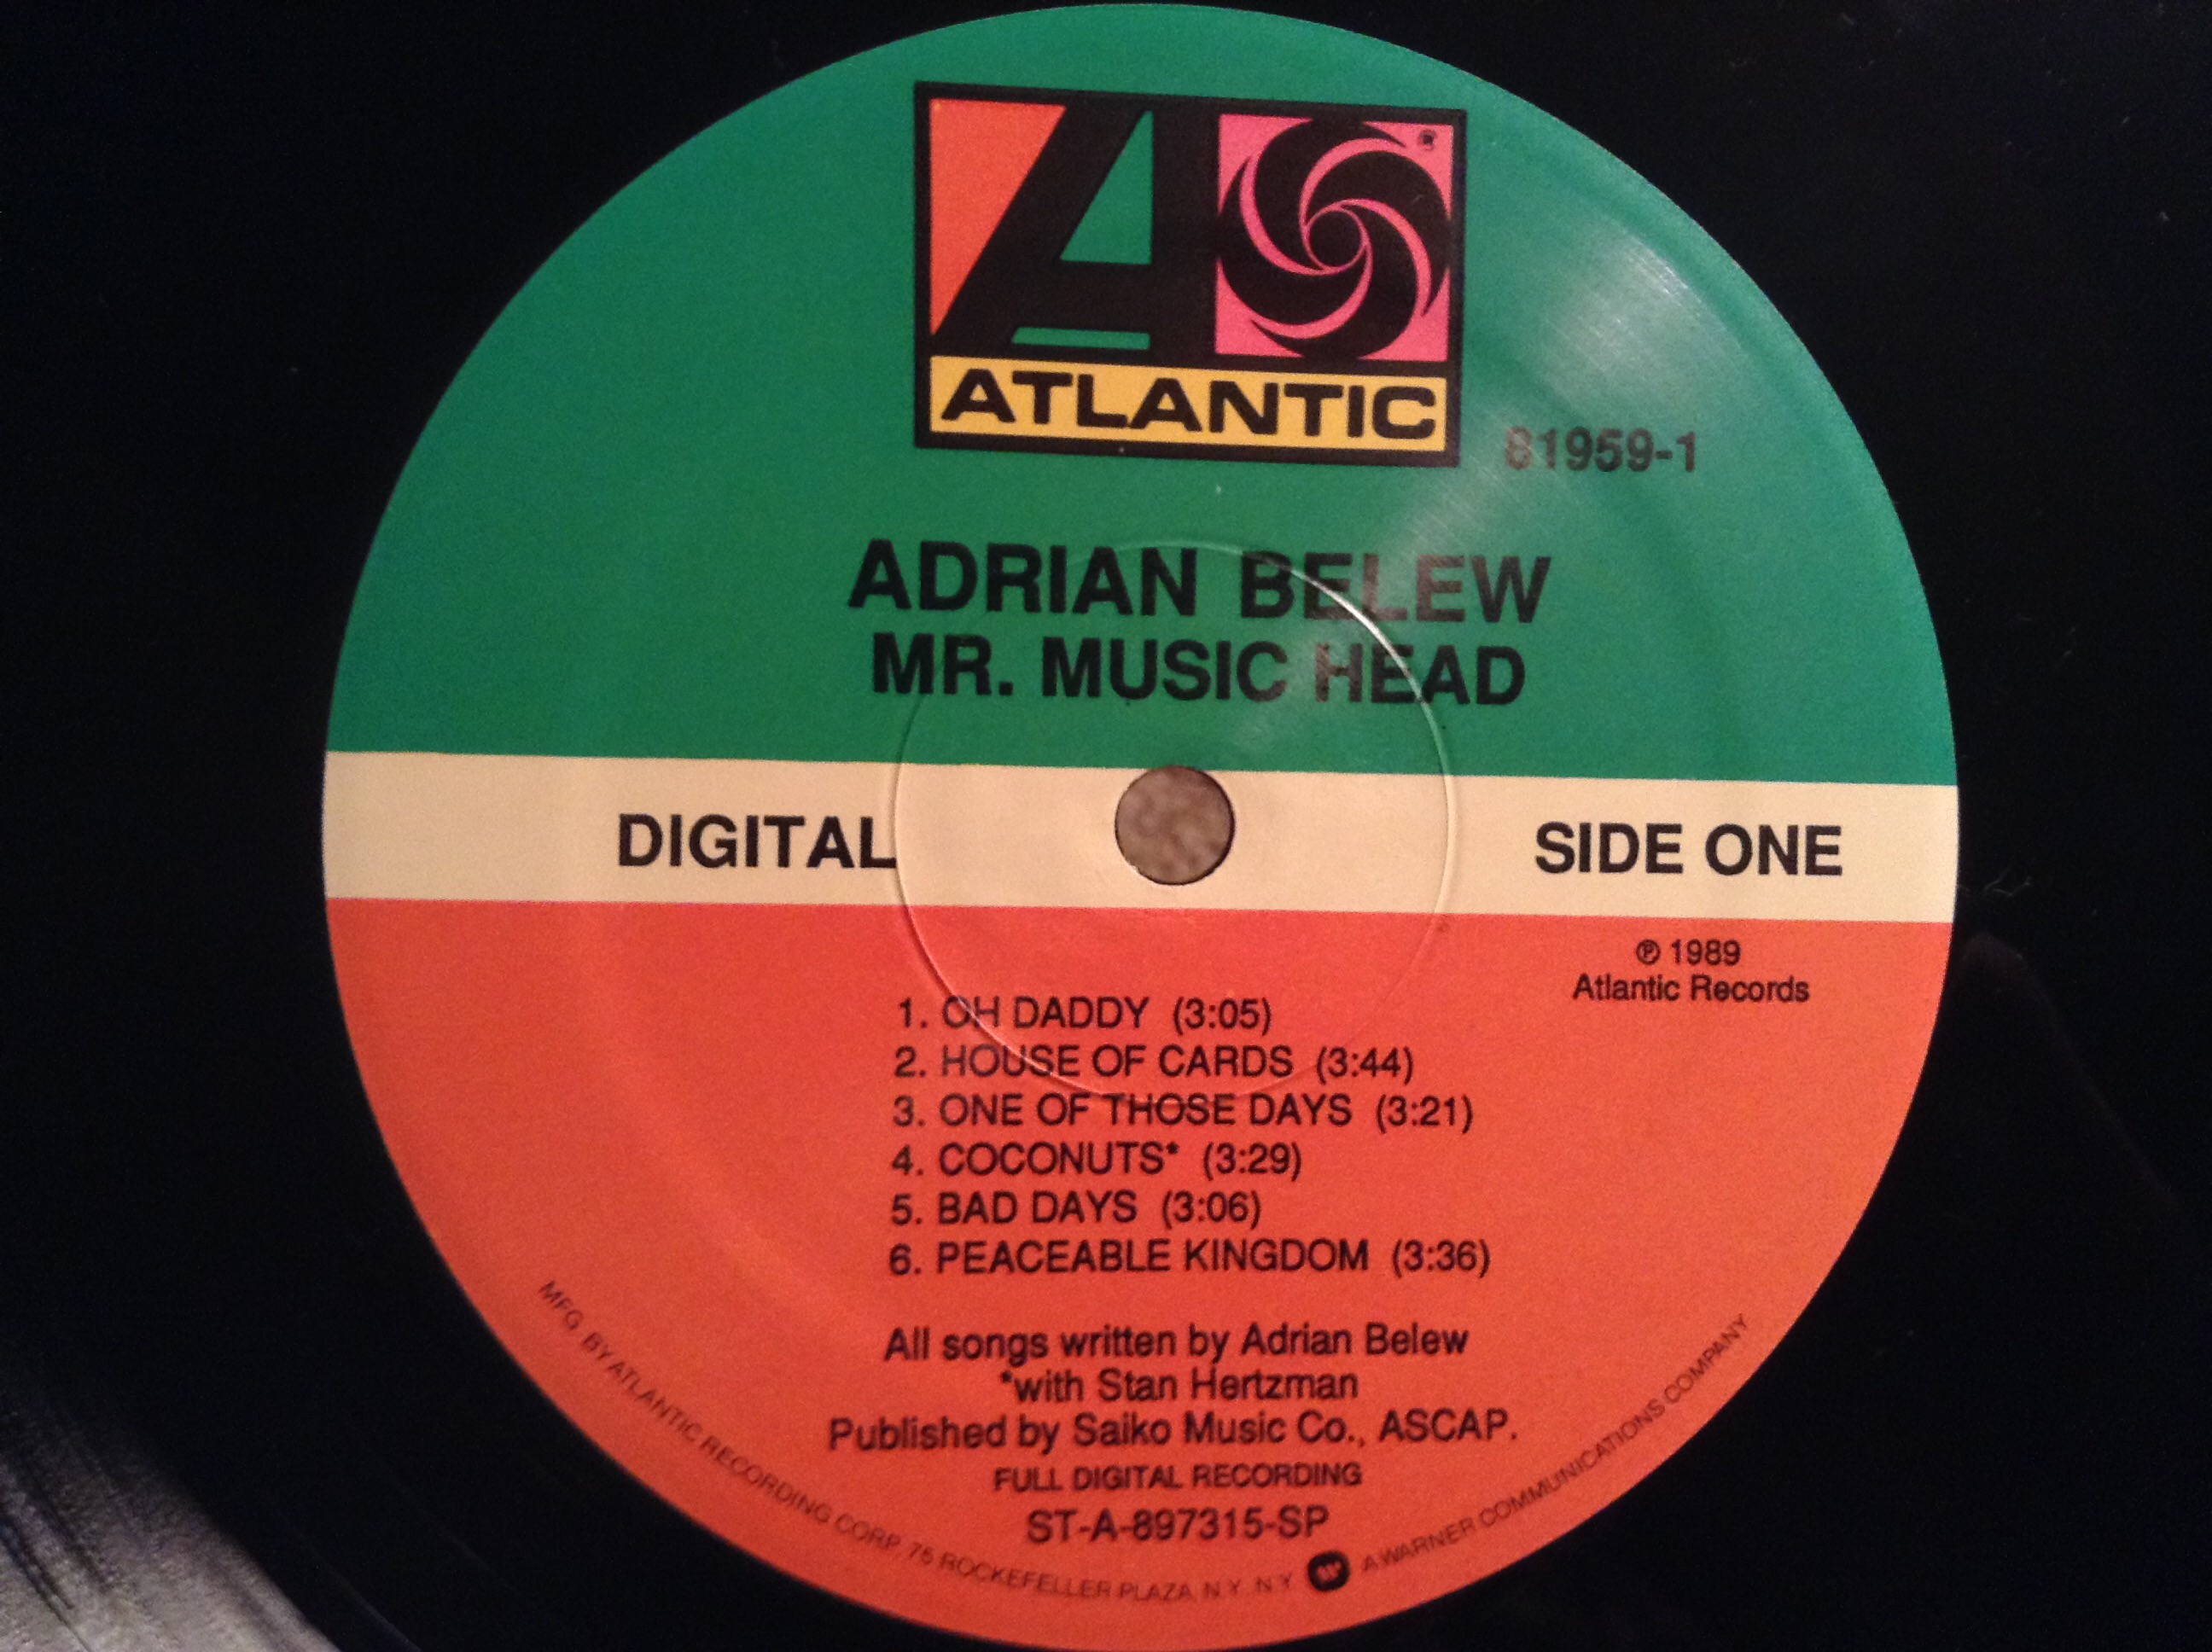 ATLANTIC
81959-1
ADRIAN BELEW
MR. MUSIC HEAD
DIGITAL
SIDE ONE
℗ 1989
Atlantic Records
1. OH DADDY (3:05)
2. HOUSE OF CARDS (3:44)
3. ONE OF THOSE DAYS (3:21)
4. COCONUTS* (3:29)
5. BAD DAYS (3:06)
6. PEACEABLE KINGDOM (3:36)
All songs written by Adrian Belew
*with Stan Hertzman
Published by Saiko Music Co., ASCAP.
FULL DIGITAL RECORDING
ST-A-897315-SP
MFG. BY ATLANTIC RECORDING CORP., 75 ROCKEFELLER PLAZA, N.Y. N.Y. A WARNER COMMUNICATIONS COMPANY